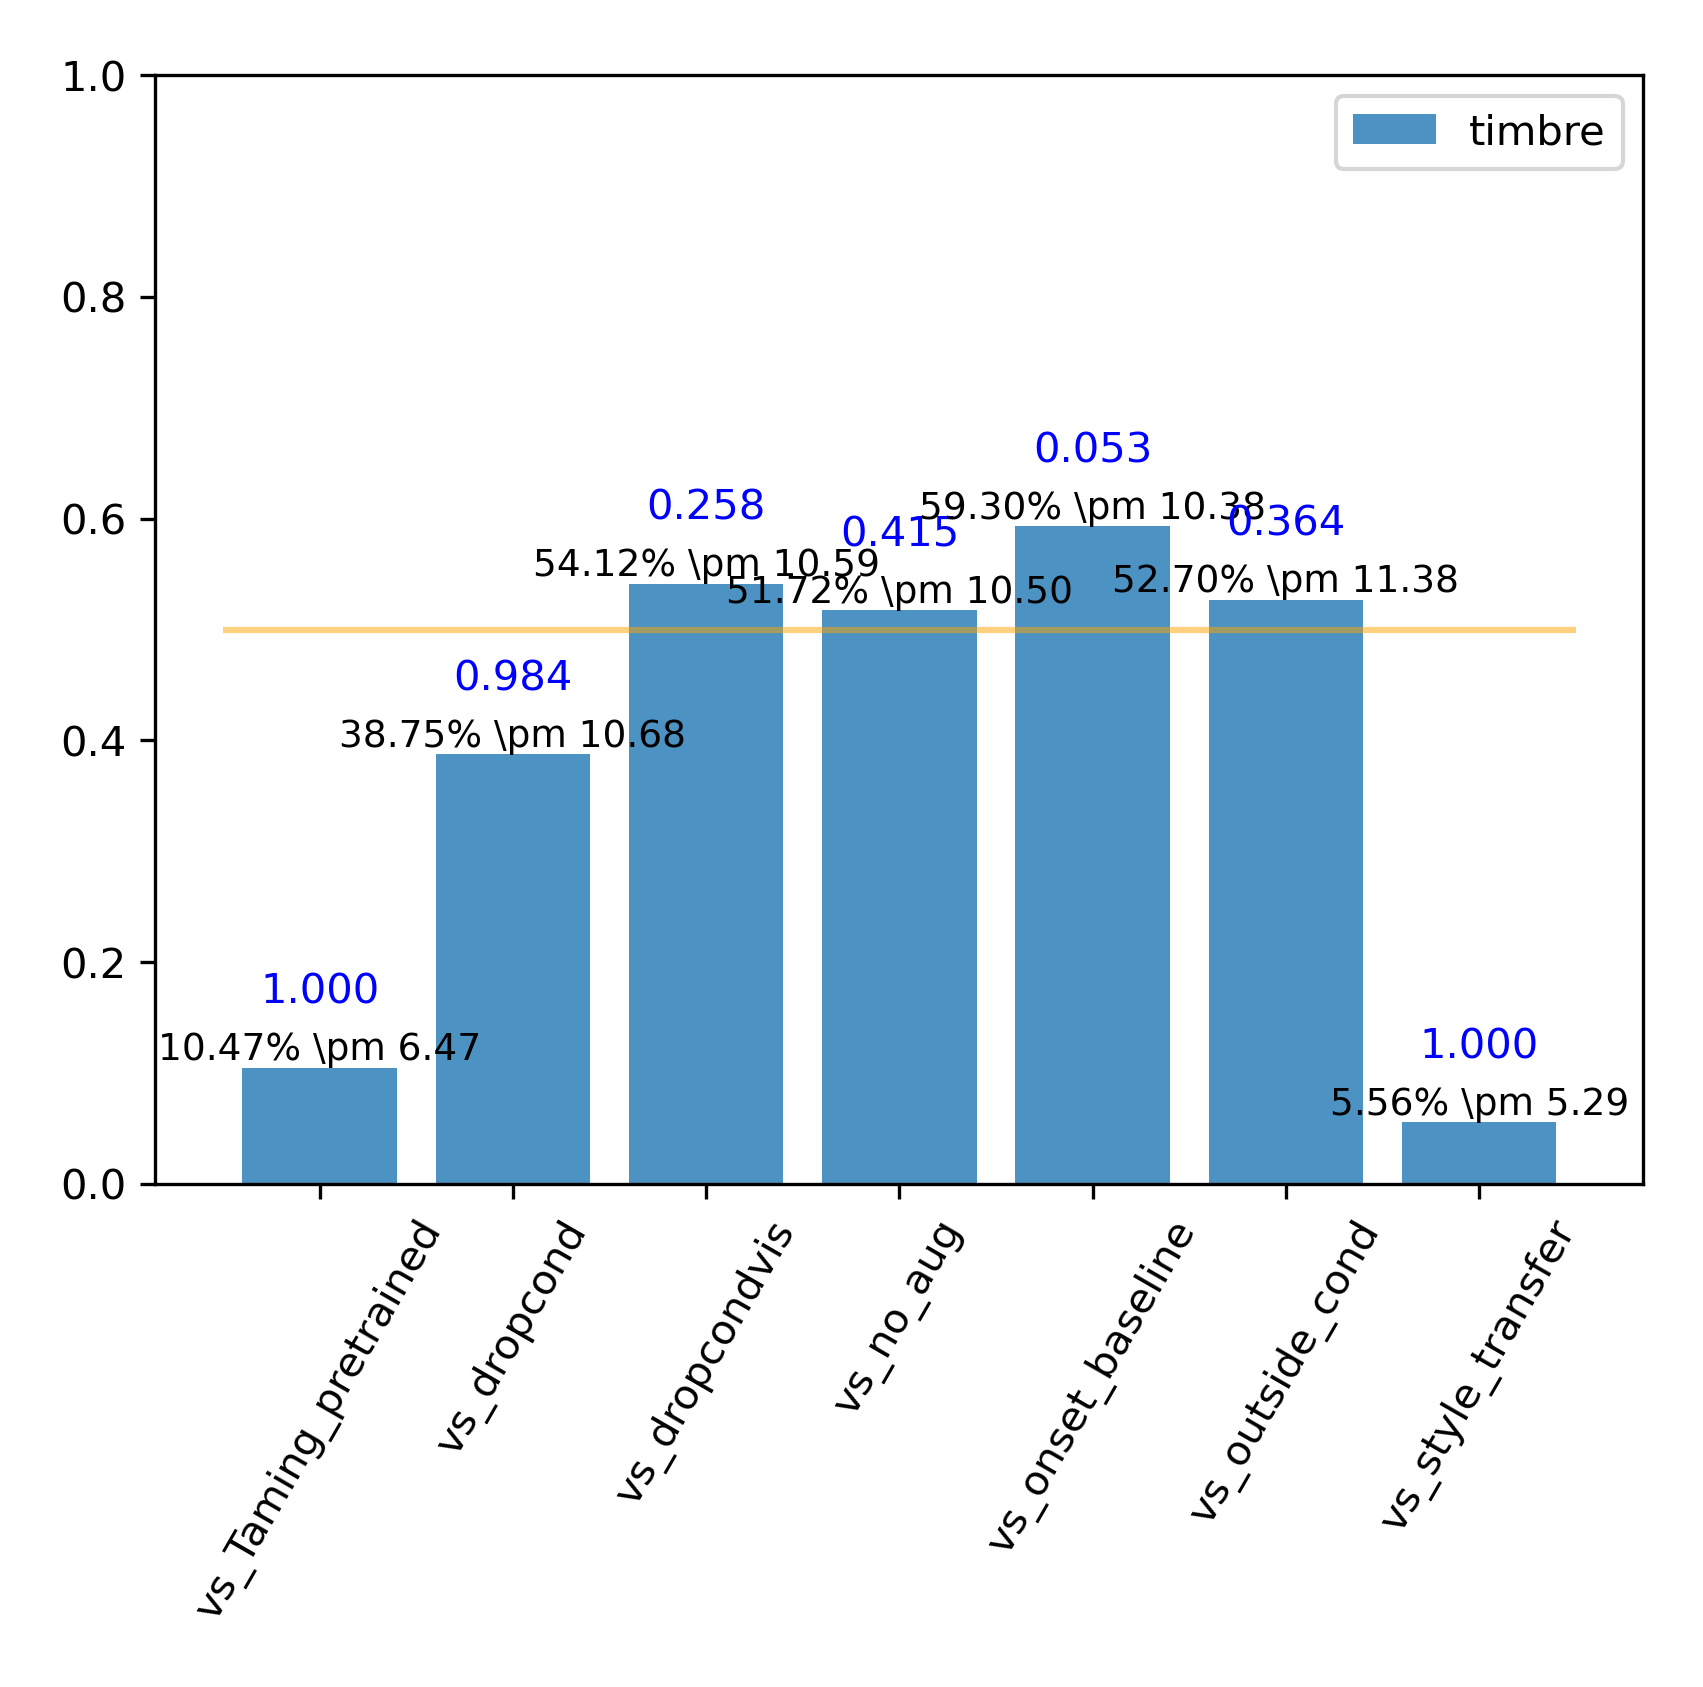 1.0
timbre
0.8
0.6
0.4
0.2
0.0
1.000
10.47% \pm 6.47
0.984
38.75% \pm 10.68
0.258
54.12% \pm 10.59
0.415
51.72% \pm 10.50
0.053
59.30% \pm 10.38
0.364
52.70% \pm 11.38
1.000
5.56% \pm 5.29
vs_Taming_pretrained
vs_dropcond
vs_dropcondvis
vs_no_aug
vs_onset_baseline
vs_outside_cond
vs_style_transfer